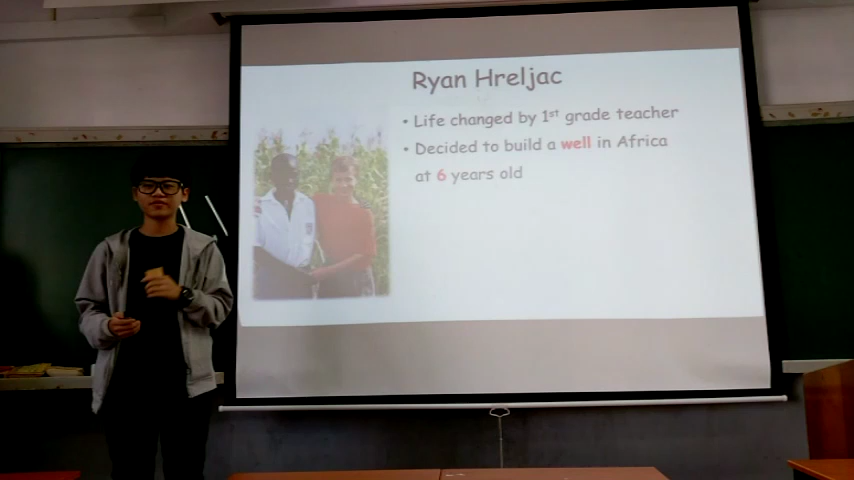 Ryan Hreljac
• Life changed by 1st grade teacher
• Decided to build a well in Africa
at 6 years old